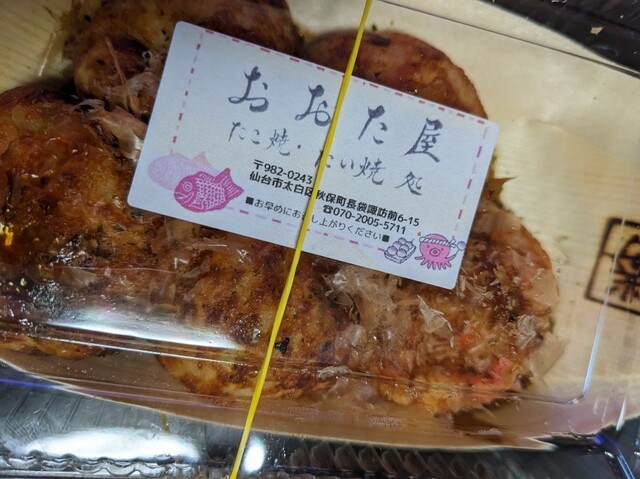 おおた屋
たこ焼・たい焼 処
〒982-0243
仙台市太白区秋保町長袋諏訪前6-15
☎070-2005-5711
■お早めにお召し上がりください■